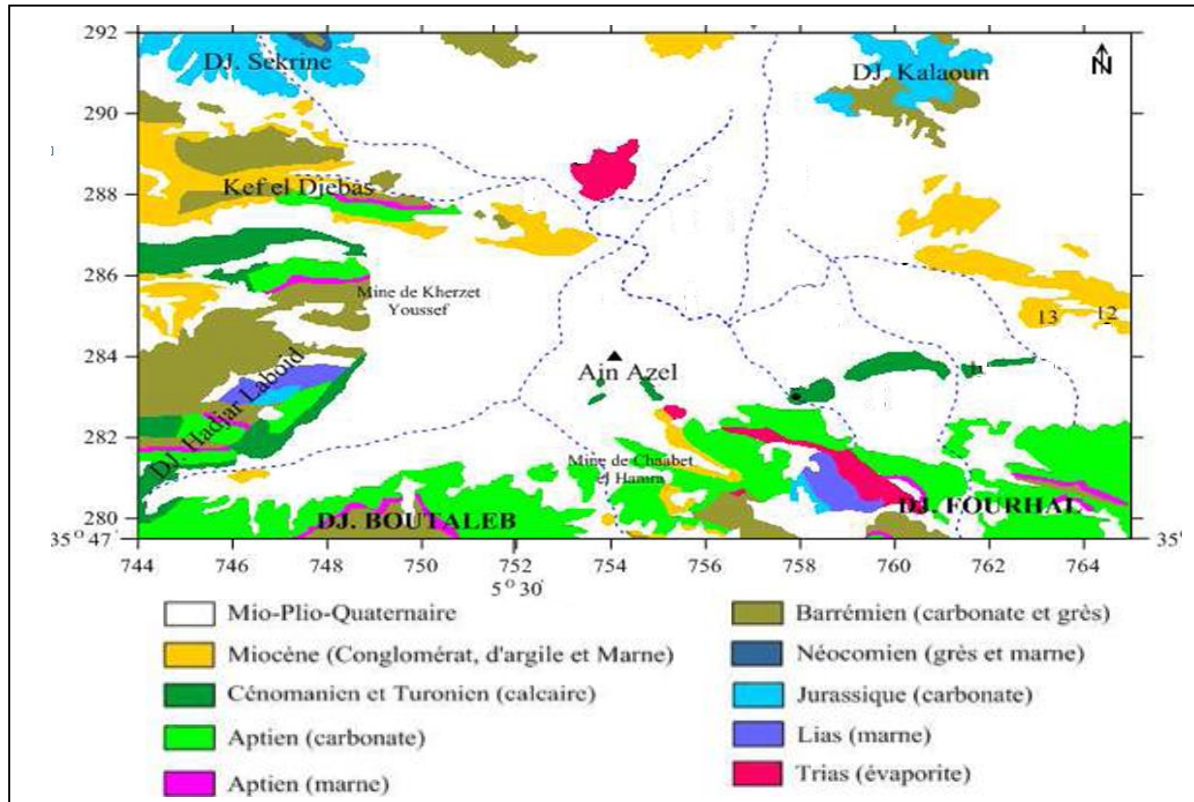 292
DJ. Sekrine
DJ. Kalaoun
N
290
288
Kef el Djebas
286
Mine de Kherzet
Youssef
13
12
284
DJ. Hadjar Laboid
Ain Azel
11
282
Mine de Chaabet
el Hamra
280
DJ. BOUTALEB
DJ. FOURHAL
35° 47'
35°
744
746
748
750
752
754
756
758
760
762
764
5° 30'
Mio-Plio-Quaternaire
Miocène (Conglomérat, d'argile et Marne)
Cénomanien et Turonien (calcaire)
Aptien (carbonate)
Aptien (marne)
Barrémien (carbonate et grès)
Néocomien (grès et marne)
Jurassique (carbonate)
Lias (marne)
Trias (évaporite)